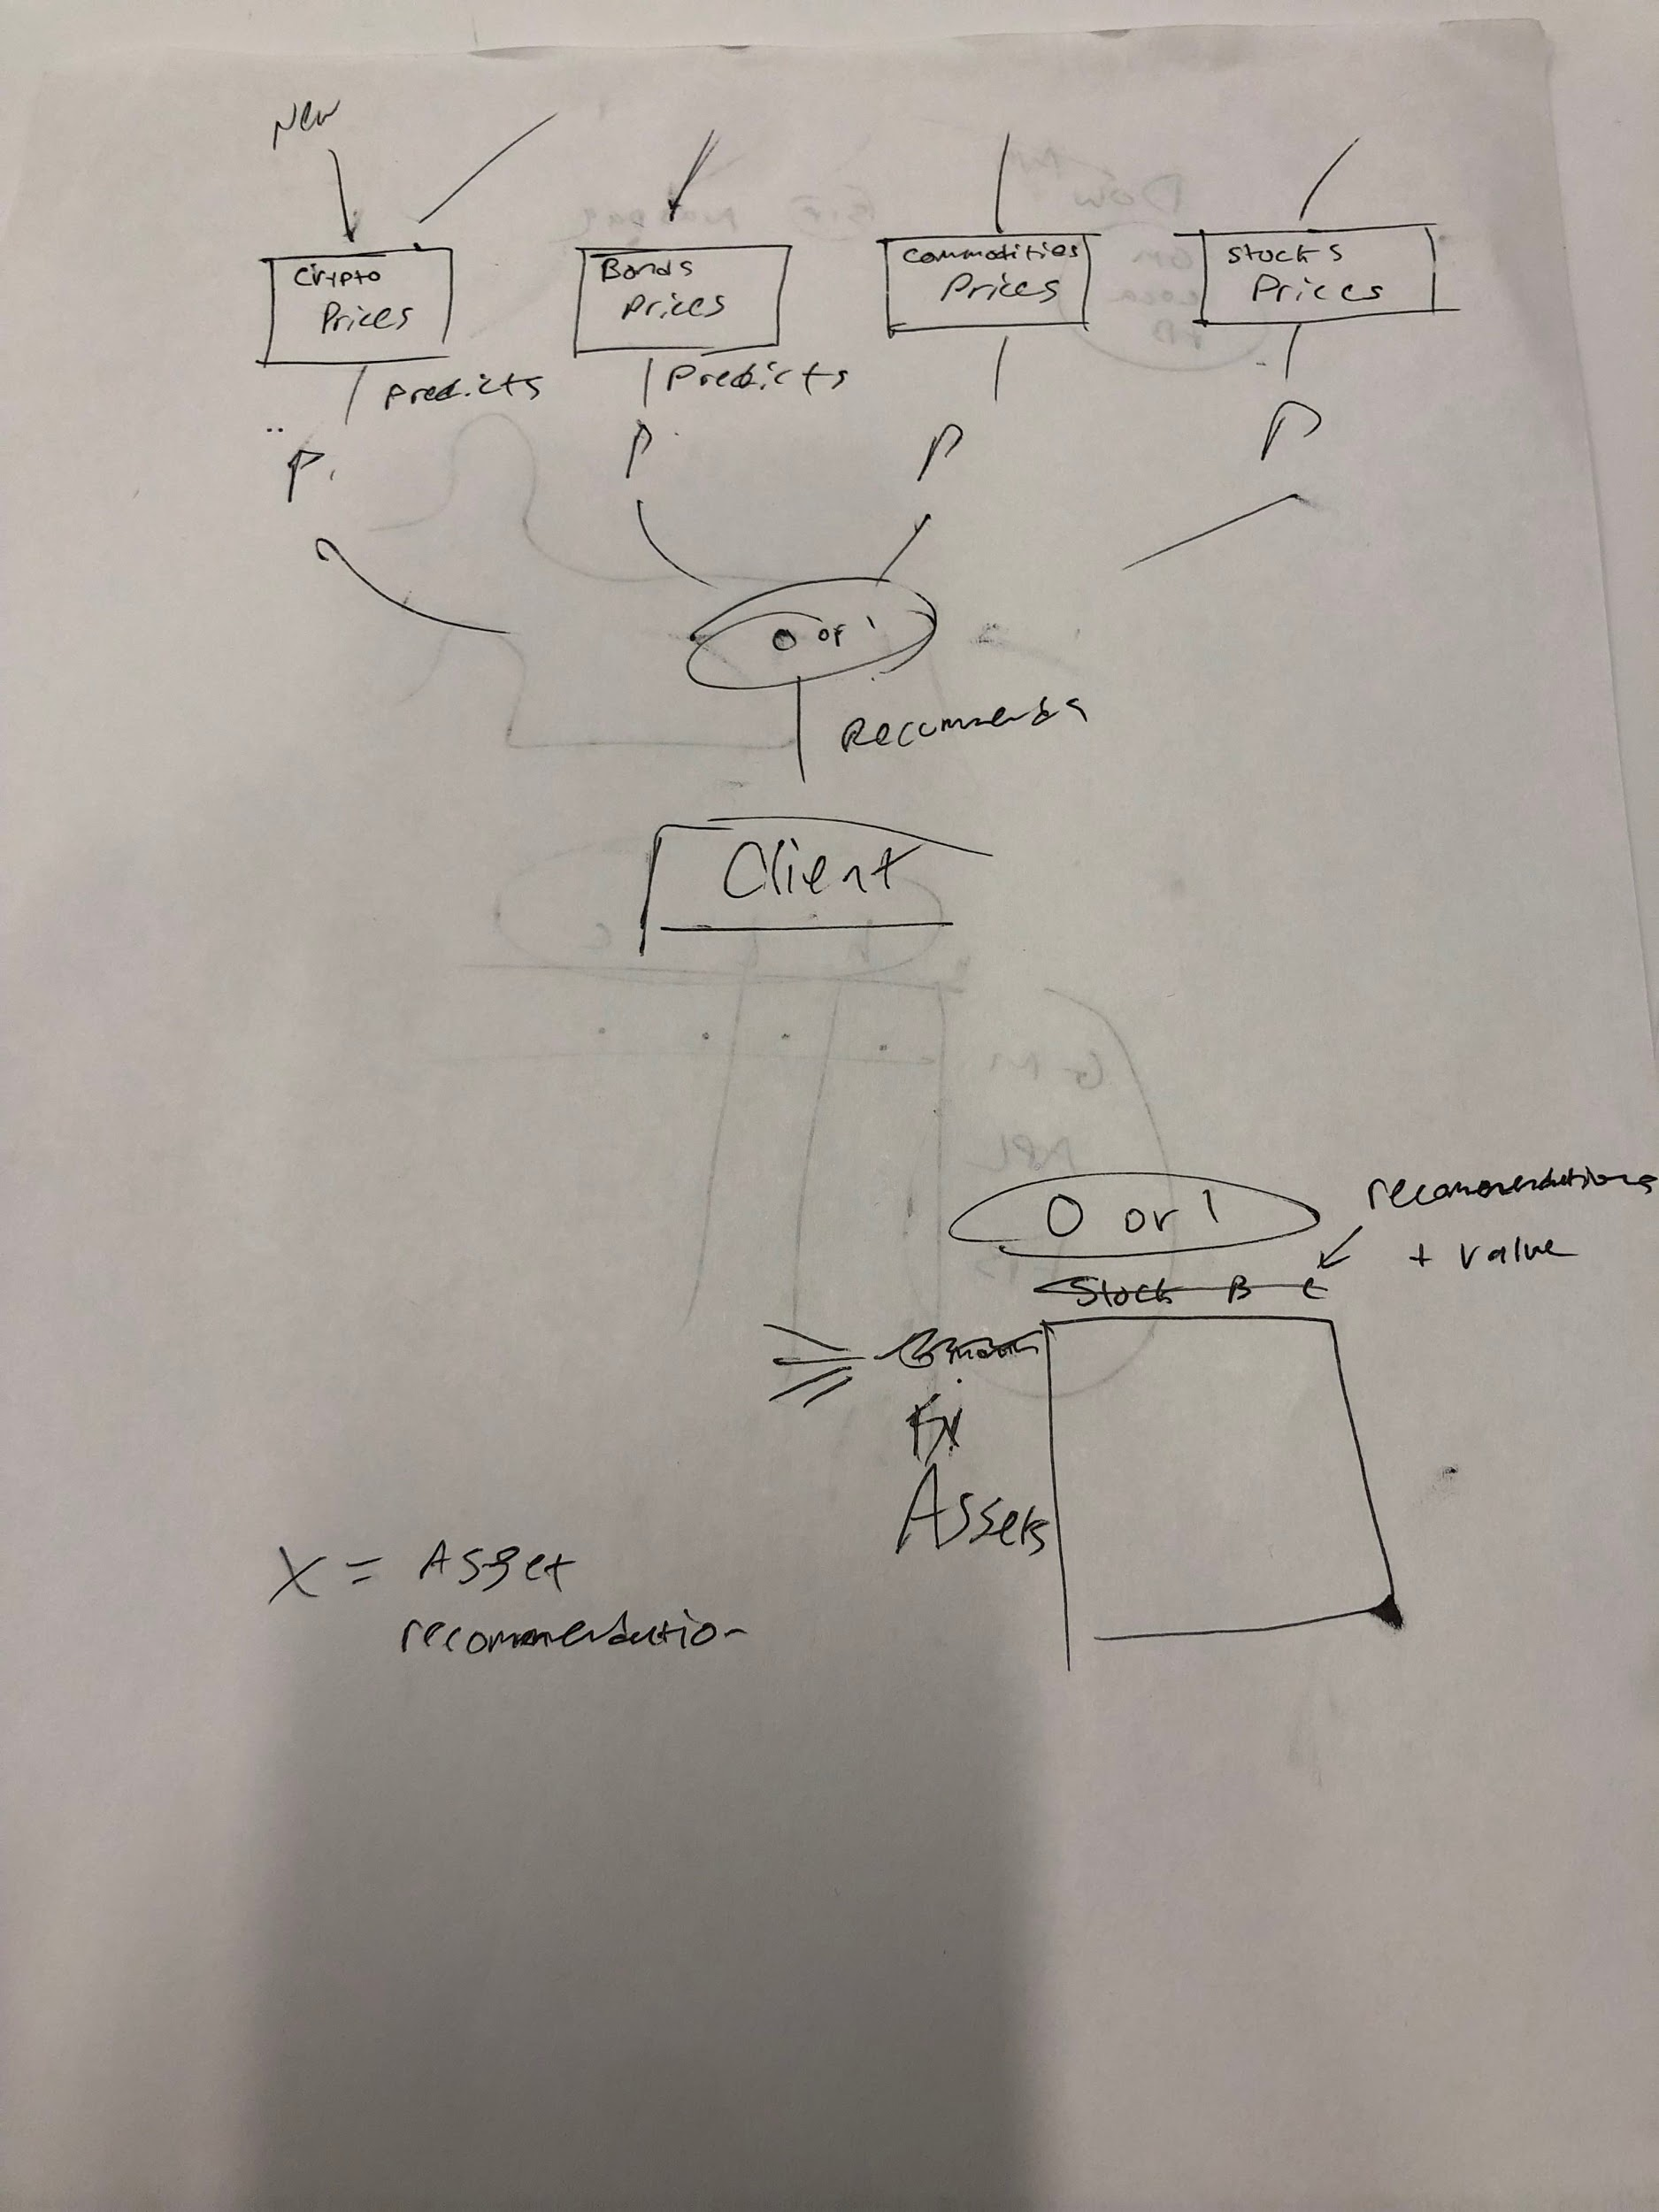 New
Crypto
Prices
Bonds
Prices
Commodities
Prices
Stocks
Prices
Predicts
Predicts
P
P
P
P
0 or 1
Recommends
Client
0 or 1
recommendations
+ value
Stock B C
Assets
X = Asset
recommendation